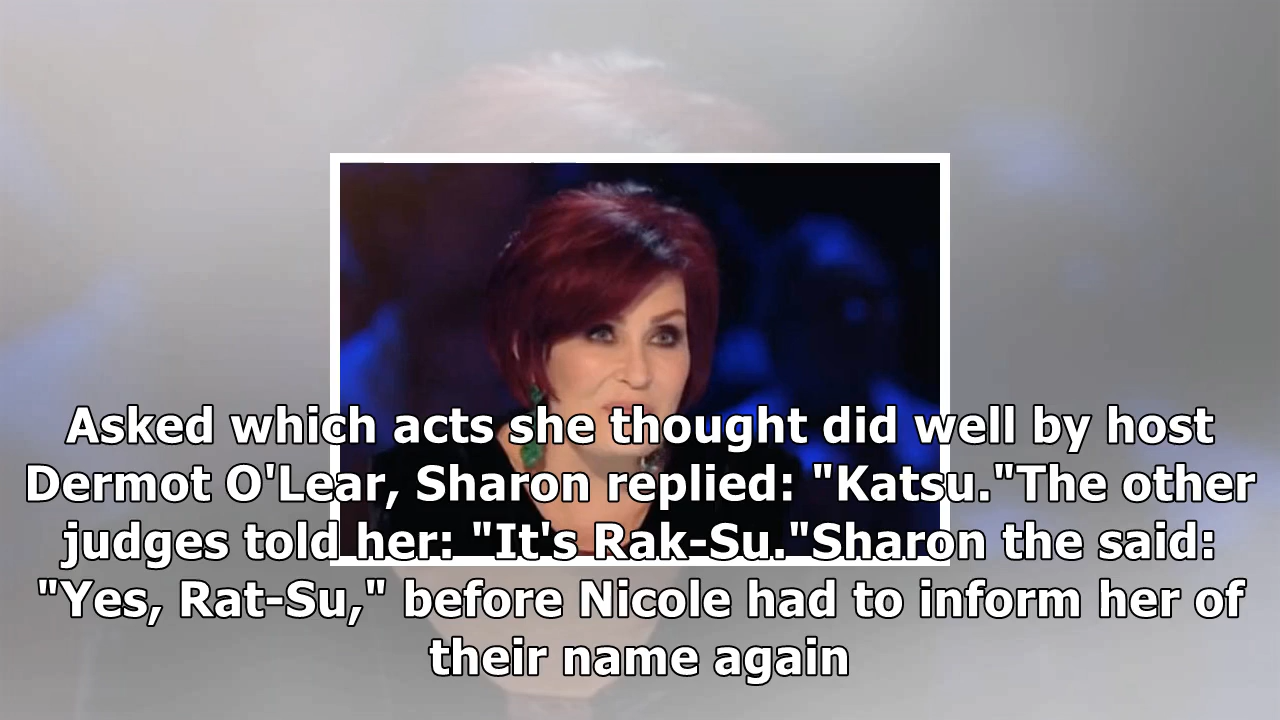 Asked which acts she thought did well by host
Dermot O'Lear, Sharon replied: "Katsu."The other
judges told her: "It's Rak-Su."Sharon the said:
"Yes, Rat-Su," before Nicole had to inform her of
their name again